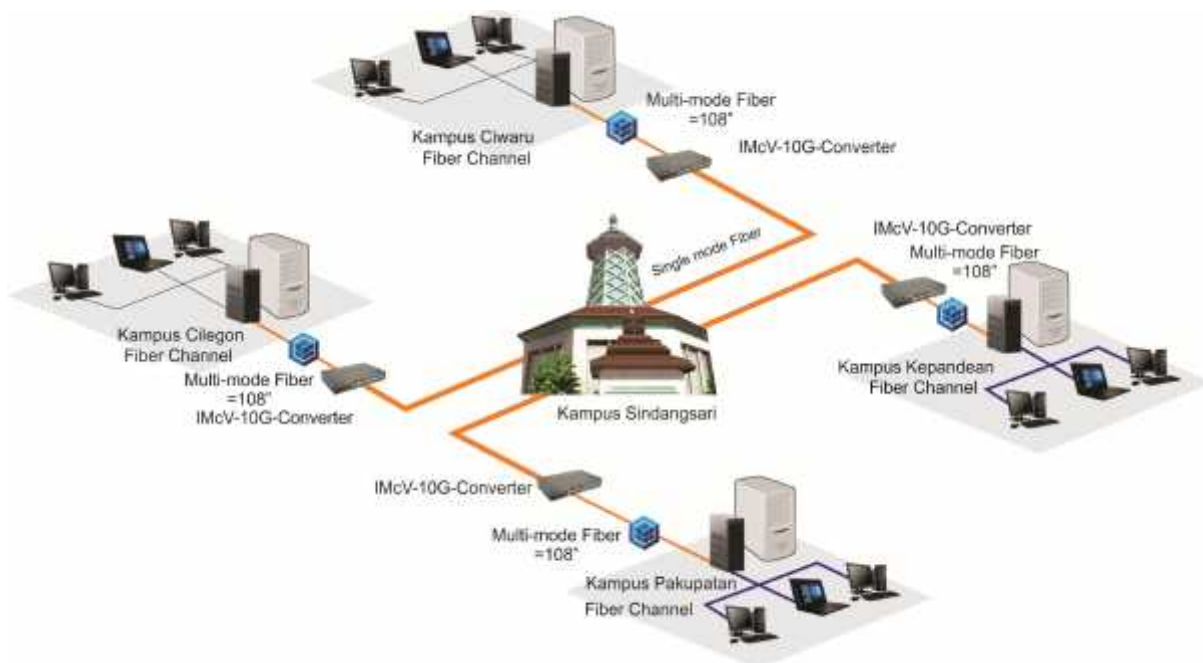 Multi-mode Fiber
=108"
Kampus Ciwaru
Fiber Channel
IMcV-10G-Converter
Single mode Fiber
IMcV-10G-Converter
Multi-mode Fiber
=108"
Kampus Cilegon
Fiber Channel
Multi-mode Fiber
=108"
IMcV-10G-Converter
Kampus Kepandean
Fiber Channel
Kampus Sindangsari
IMcV-10G-Converter
Multi-mode Fiber
=108"
Kampus Pakupatan
Fiber Channel